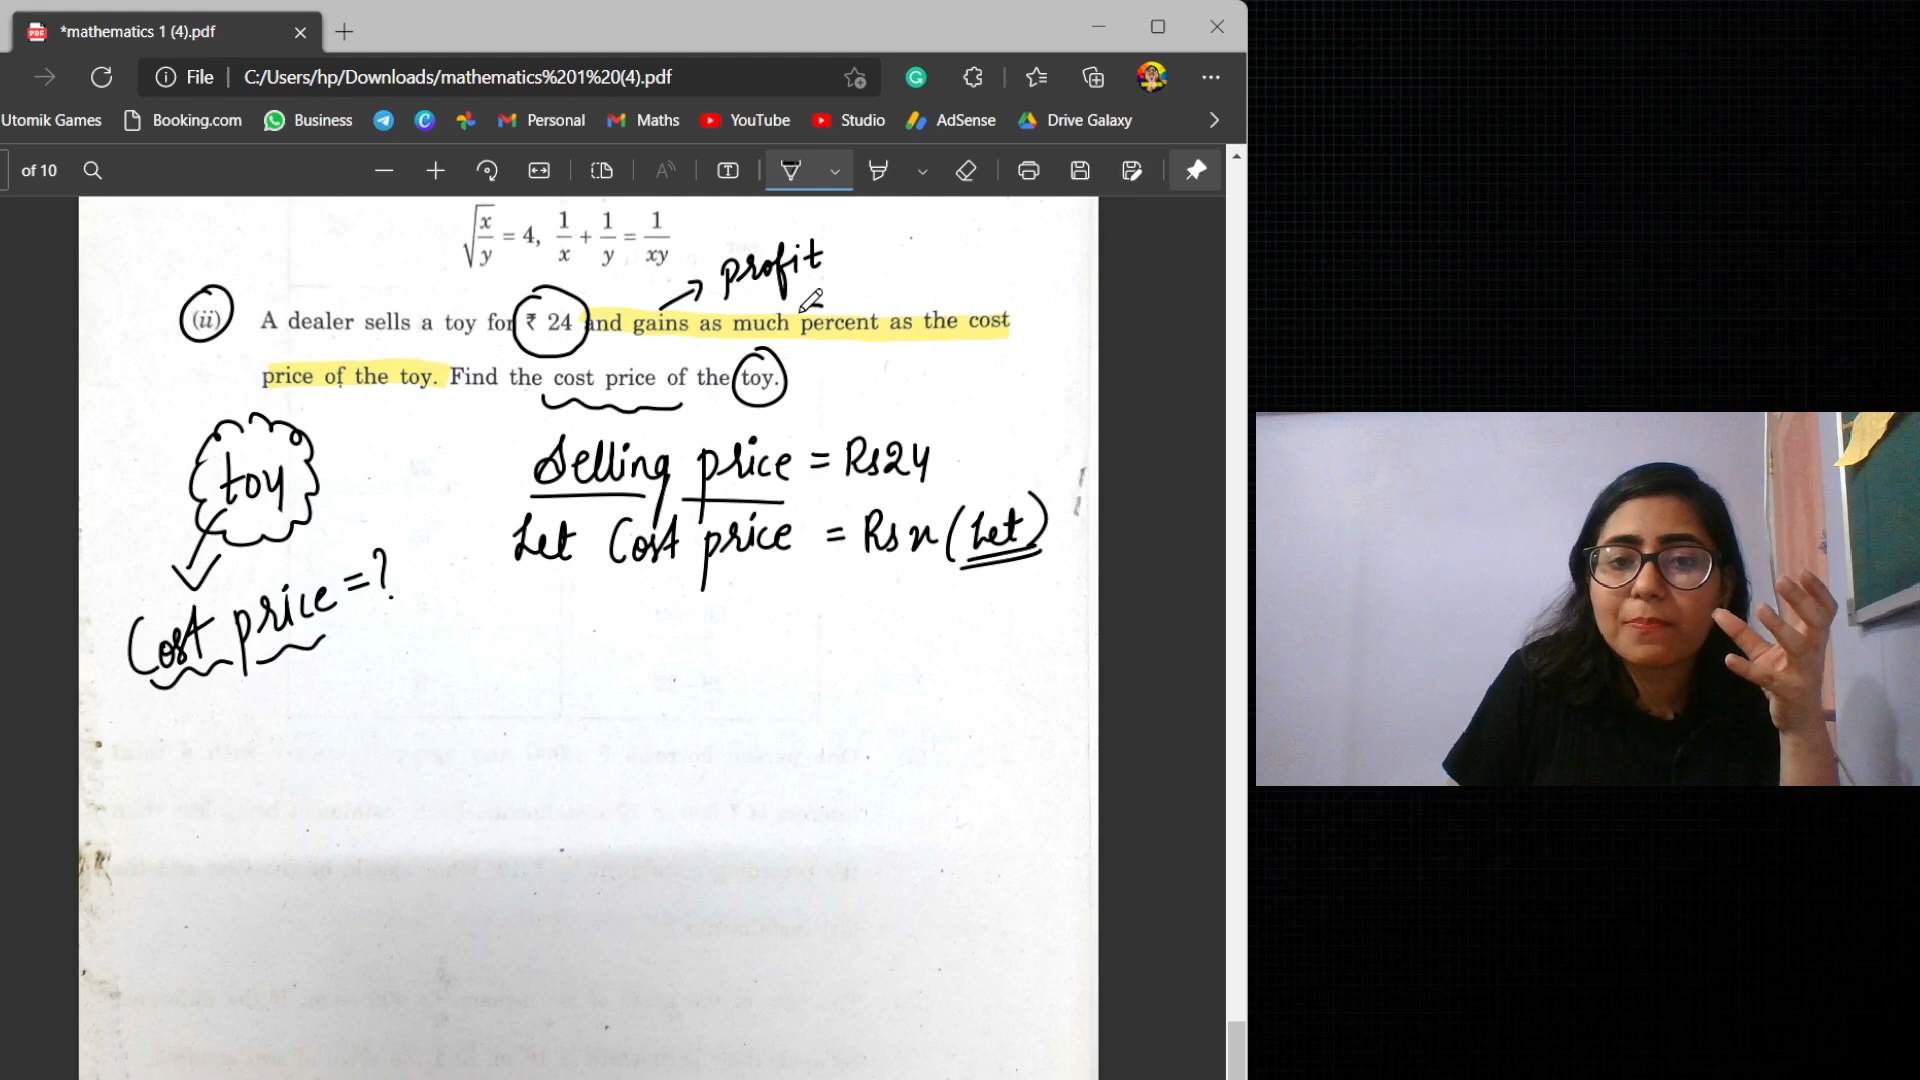 *mathematics 1 (4).pdf
File C:/Users/hp/Downloads/mathematics%201%20(4).pdf
Utomik Games Booking.com Business Personal Maths YouTube Studio AdSense Drive Galaxy
of 10
√x/y = 4, 1/x + 1/y = 1/xy
profit
(ii) A dealer sells a toy for ₹ 24 and gains as much percent as the cost
price of the toy. Find the cost price of the toy.
toy
Selling price = Rs24
Let Cost price = Rs x (Let)
Cost price = ?